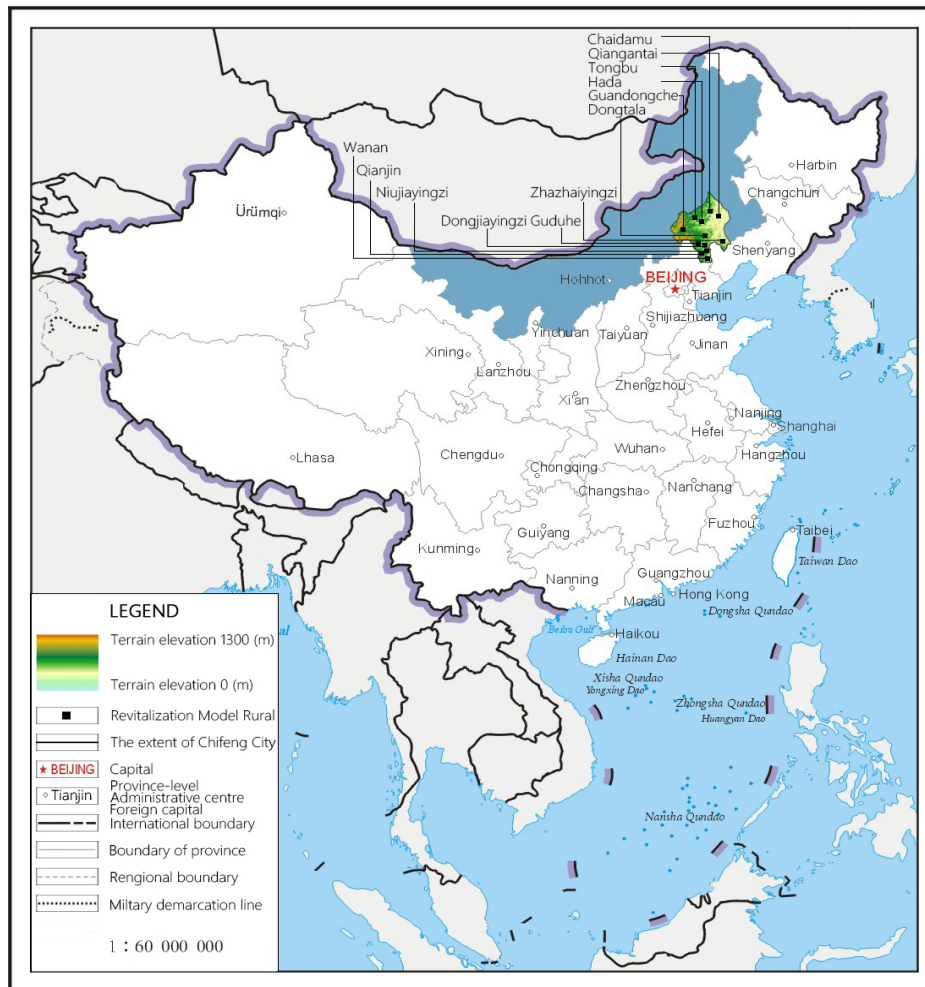 Chaidamu
Qiangantai
Tongbu
Hada
Guandongche
Dongtala
Wanan
Qianjin
Niujiayingzi
Zhazhaiyingzi
Dongjiayingzi Guduhe
Harbin
Changchun
Ürümqi
Shenyang
Hohhot
BEIJING
Tianjin
Shijiazhuang
Yinchuan
Taiyuan
Jinan
Xining
Lanzhou
Zhengzhou
Xi'an
Nanjing
Shanghai
Hefei
Hangzhou
Wuhan
Lhasa
Chengdu
Chongqing
Changsha
Nanchang
Fuzhou
Guiyang
Kunming
Taibei
Taiwan Dao
Guangzhou
Nanning
Hong Kong
Macau
Dongsha Qundao
Beibu Gulf
Haikou
Hainan Dao
Xisha Qundao
Yongxing Dao
Zhongsha Qundao
Huangyan Dao
Nansha Qundao
LEGEND
Terrain elevation 1300 (m)
Terrain elevation 0 (m)
Revitalization Model Rural
The extent of Chifeng City
★ BEIJING Capital
Province-level
Tianjin Administrative centre
Foreign capital
International boundary
Boundary of province
Rengional boundary
Miltary demarcation line
1 : 60 000 000